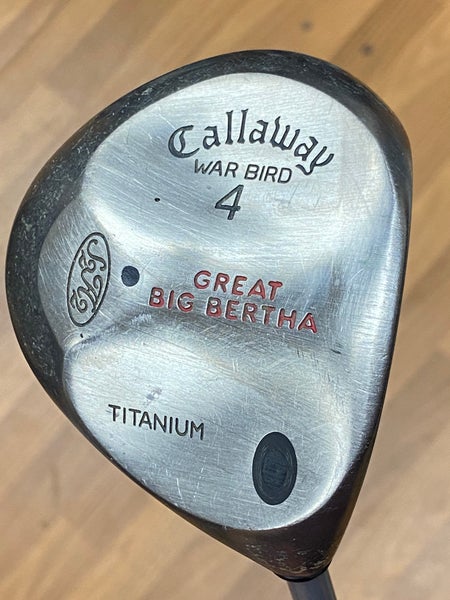 Callaway
WAR BIRD
4
GREAT
BIG BERTHA
TITANIUM